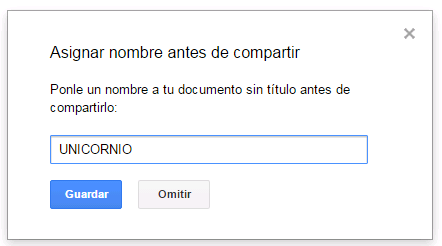 Asignar nombre antes de compartir
Ponle un nombre a tu documento sin título antes de
compartirlo:
UNICORNIO
Guardar Omitir